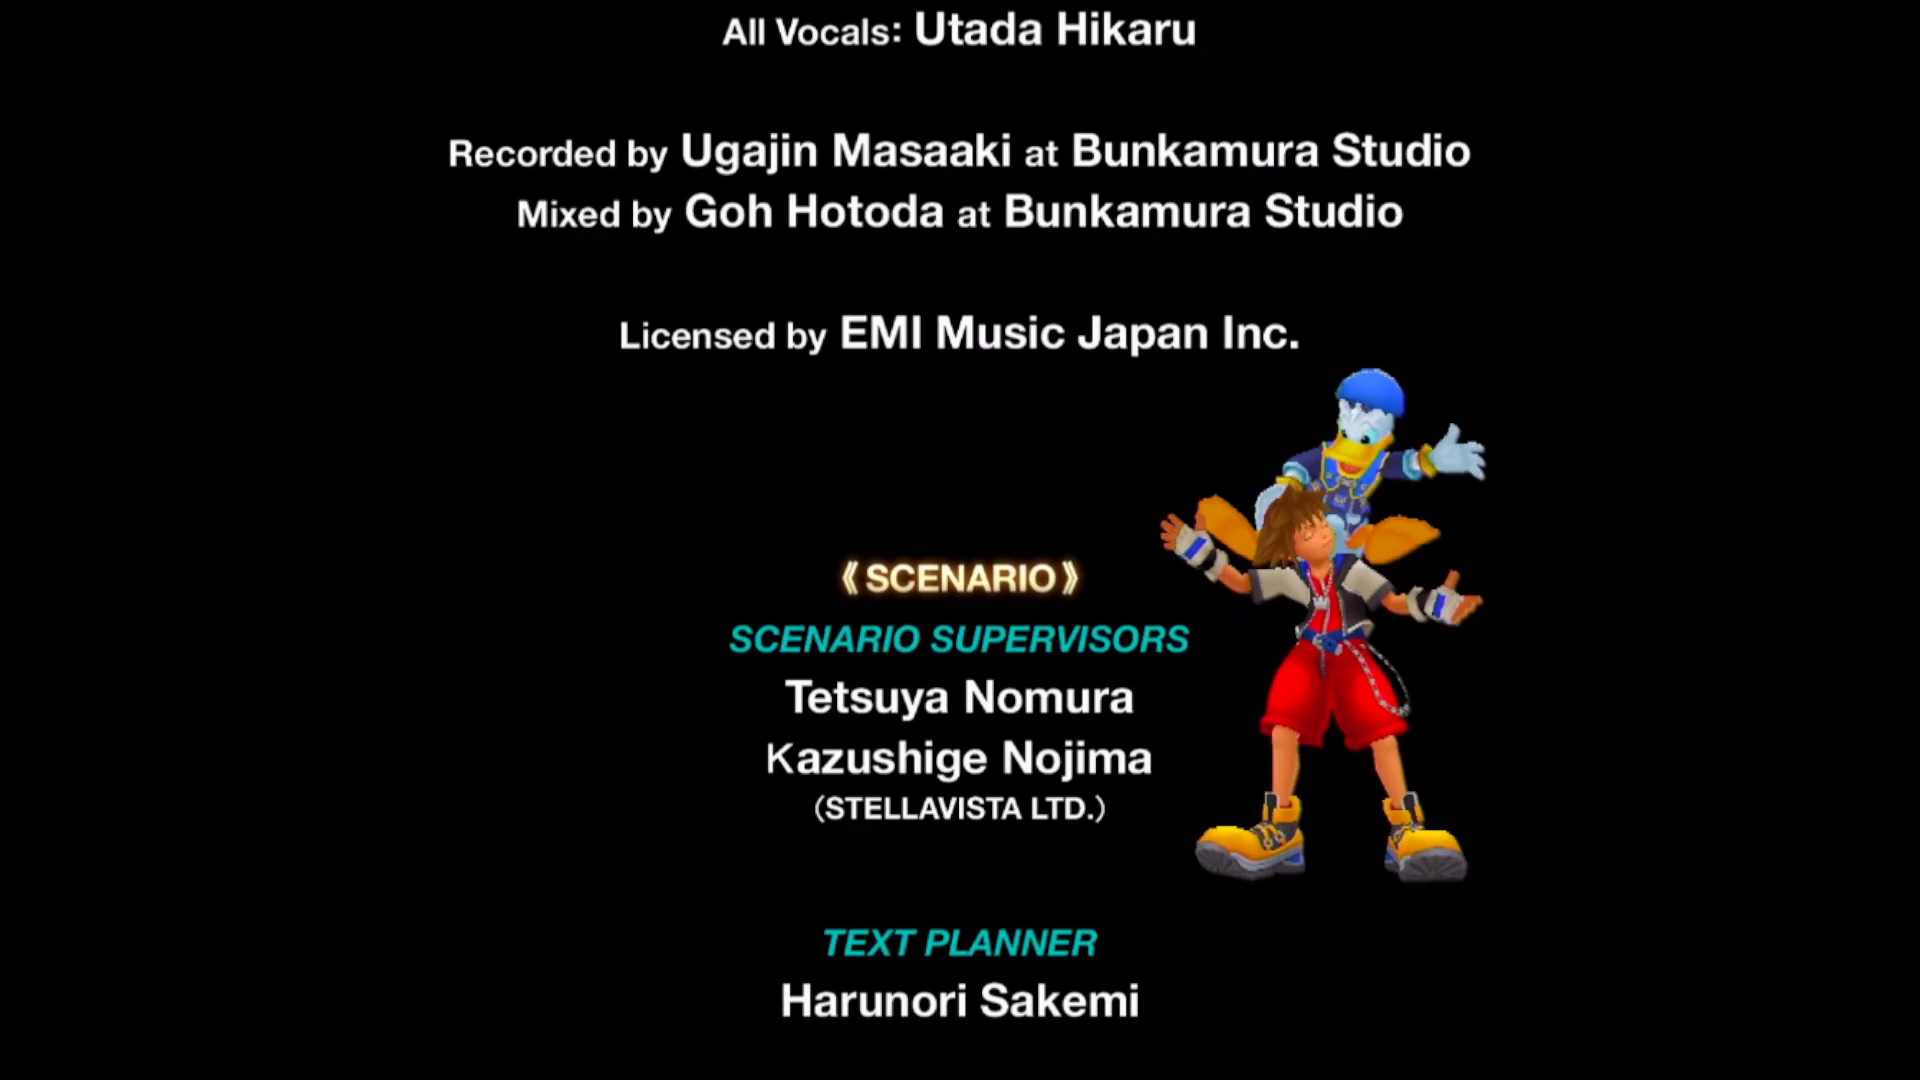 All Vocals: Utada Hikaru
Recorded by Ugajin Masaaki at Bunkamura Studio
Mixed by Goh Hotoda at Bunkamura Studio
Licensed by EMI Music Japan Inc.
《SCENARIO》
SCENARIO SUPERVISORS
Tetsuya Nomura
Kazushige Nojima
(STELLAVISTA LTD.)
TEXT PLANNER
Harunori Sakemi